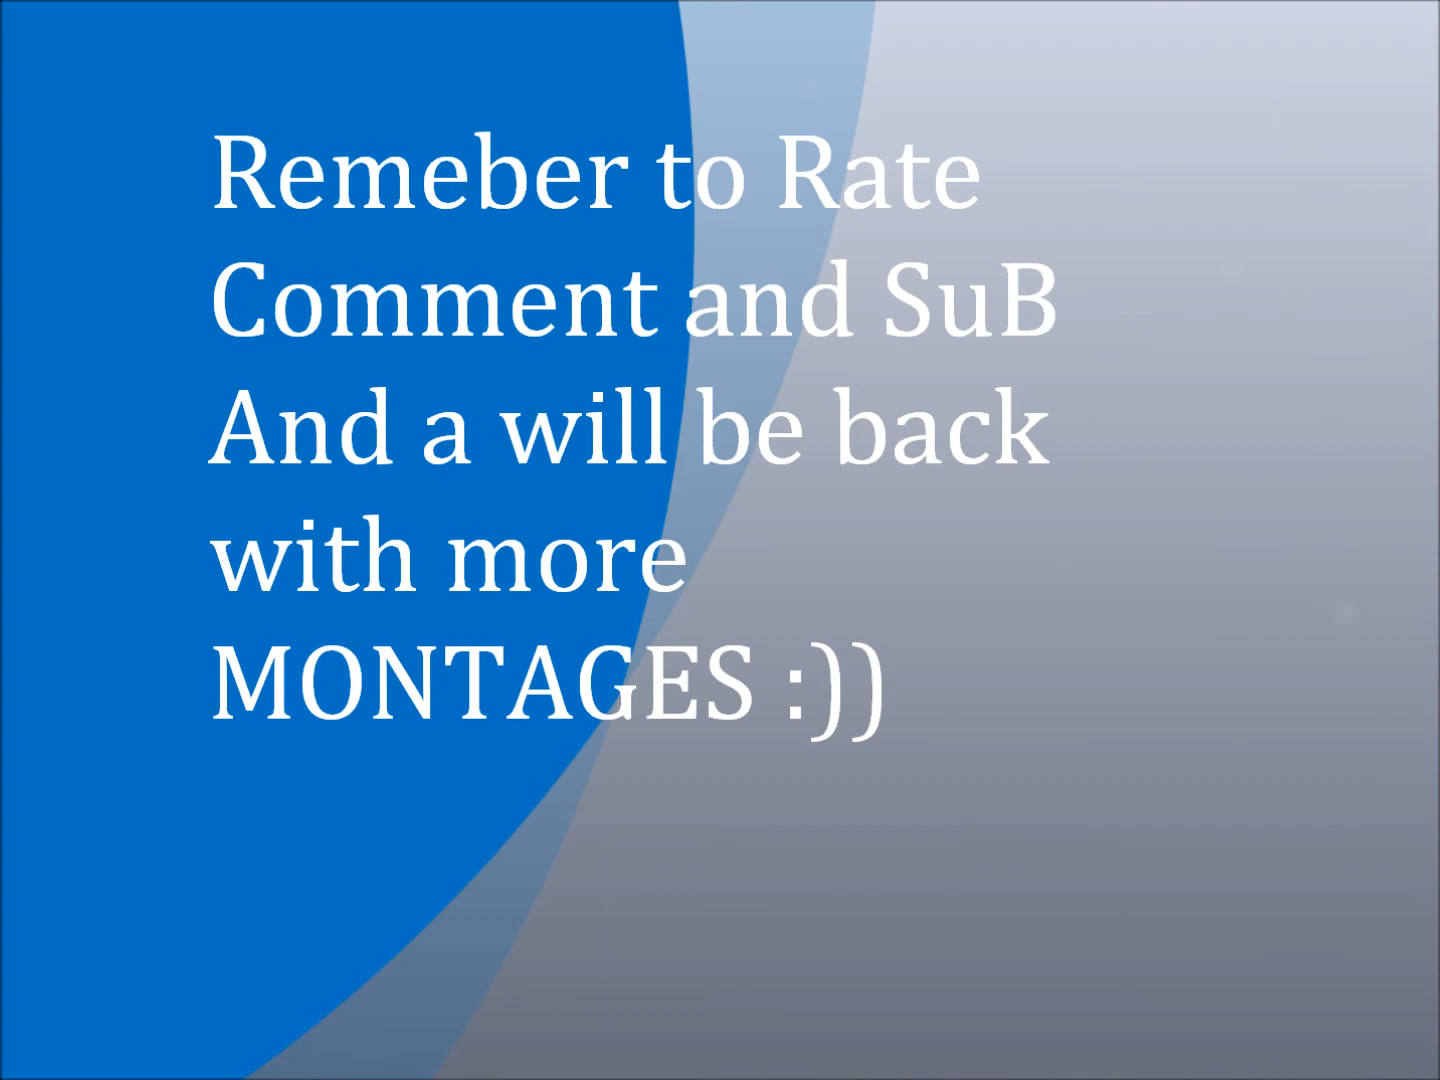 Remeber to Rate
Comment and SuB
And a will be back
with more
MONTAGES :))